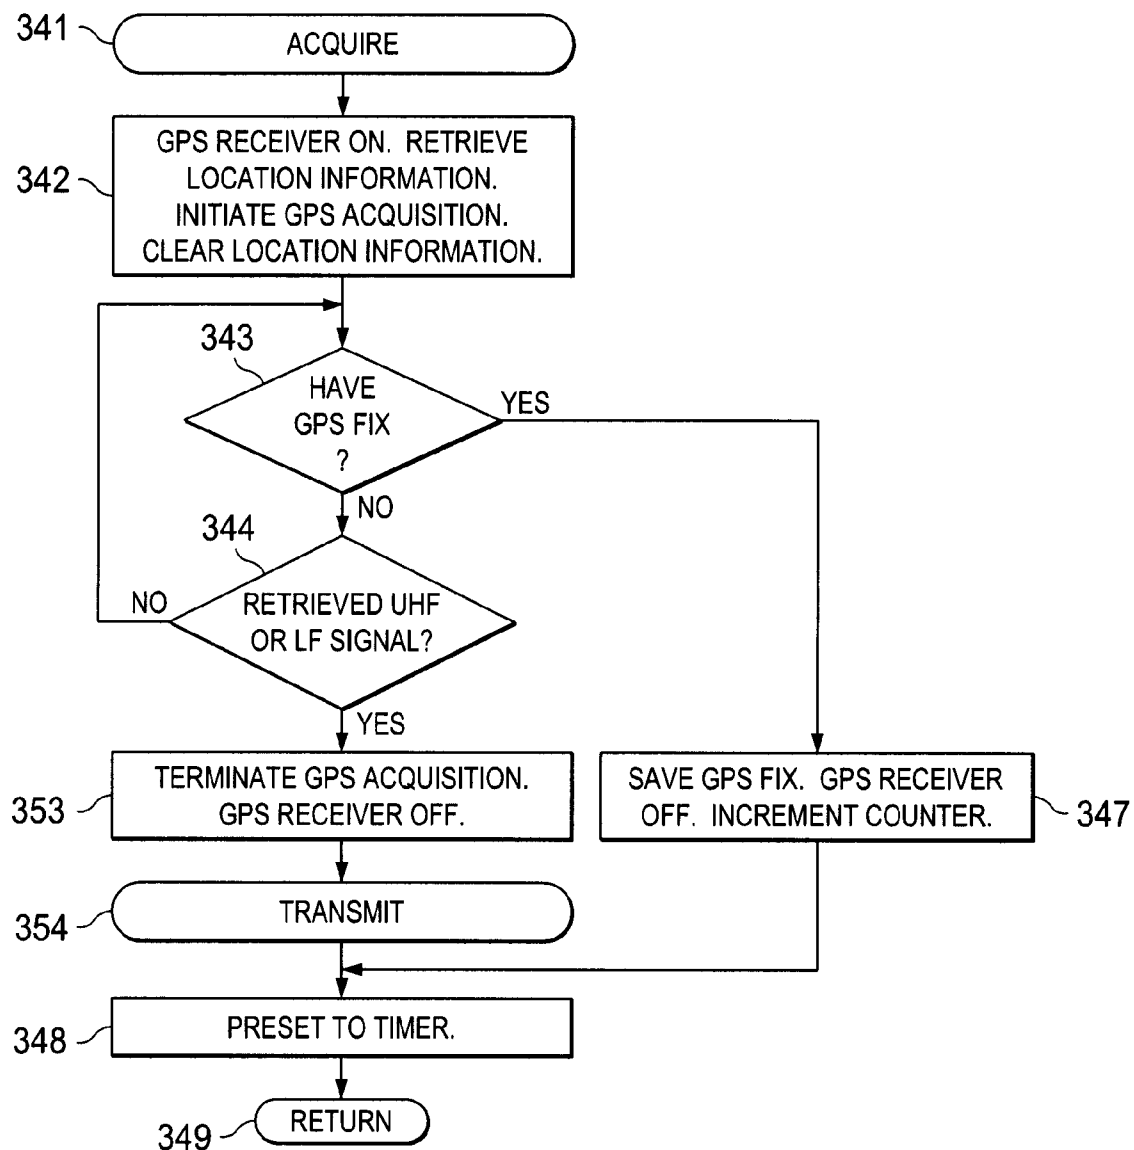 341
ACQUIRE
342
GPS RECEIVER ON. RETRIEVE
LOCATION INFORMATION.
INITIATE GPS ACQUISITION.
CLEAR LOCATION INFORMATION.
343
HAVE
GPS FIX
?
YES
NO
344
RETRIEVED UHF
OR LF SIGNAL?
NO
YES
353
TERMINATE GPS ACQUISITION.
GPS RECEIVER OFF.
SAVE GPS FIX. GPS RECEIVER
OFF. INCREMENT COUNTER.
347
354
TRANSMIT
348
PRESET TO TIMER.
349
RETURN